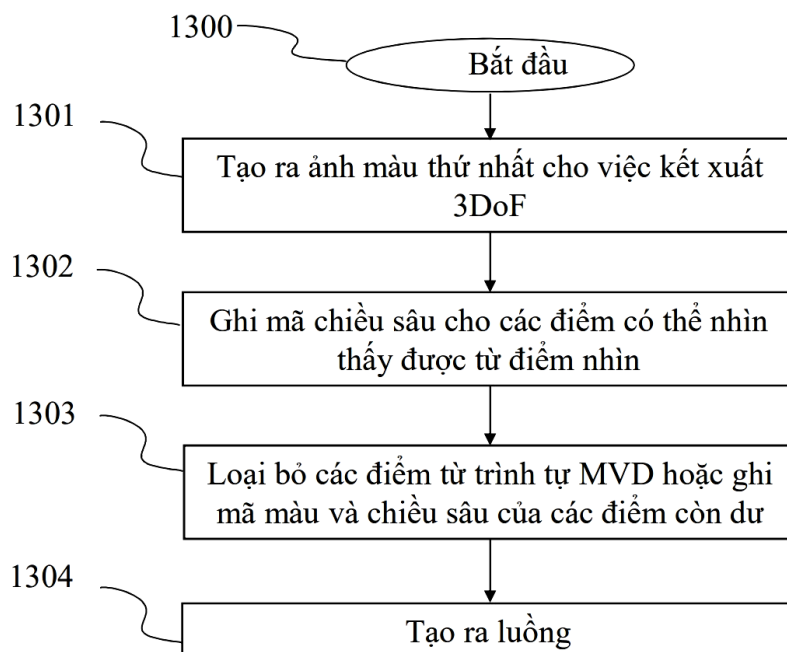 1300
Bắt đầu
1301
Tạo ra ảnh màu thứ nhất cho việc kết xuất
3DoF
1302
Ghi mã chiều sâu cho các điểm có thể nhìn
thấy được từ điểm nhìn
1303
Loại bỏ các điểm từ trình tự MVD hoặc ghi
mã màu và chiều sâu của các điểm còn dư
1304
Tạo ra luồng